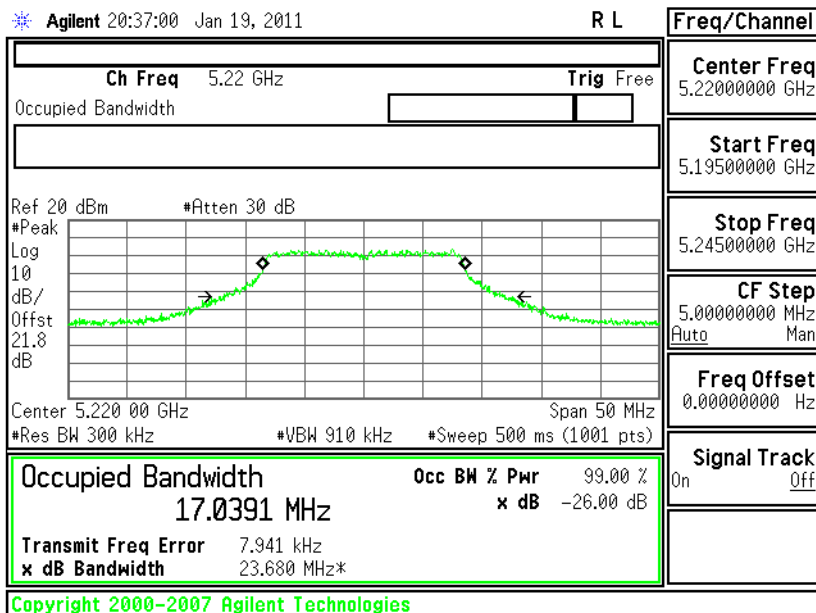 Agilent 20:37:00 Jan 19, 2011 R L
Freq/Channel
Ch Freq 5.22 GHz Trig Free
Occupied Bandwidth
Center Freq
5.22000000 GHz
Start Freq
5.19500000 GHz
Stop Freq
5.24500000 GHz
CF Step
5.00000000 MHz
Auto Man
Freq Offset
0.00000000 Hz
Signal Track
On Off
Ref 20 dBm #Atten 30 dB
#Peak
Log
10
dB/
Offst
21.8
dB
Center 5.220 00 GHz Span 50 MHz
#Res BW 300 kHz #VBW 910 kHz #Sweep 500 ms (1001 pts)
Occupied Bandwidth Occ BW % Pwr 99.00 %
17.0391 MHz x dB -26.00 dB
Transmit Freq Error 7.941 kHz
x dB Bandwidth 23.680 MHz*
Copyright 2000-2007 Agilent Technologies